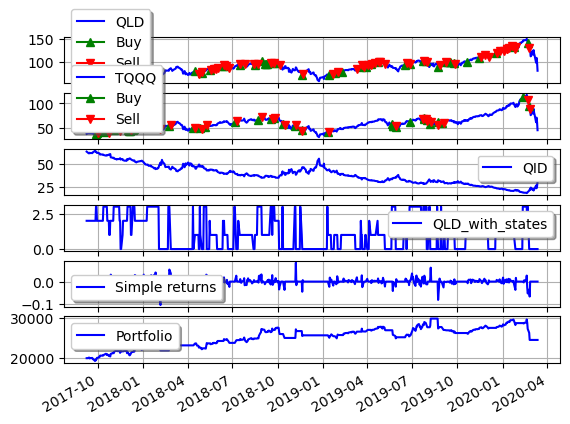 QLD
Buy
Sell
150
100
TQQQ
Buy
Sell
100
50
QID
50
25
QLD_with_states
2.5
0.0
Simple returns
0.0
−0.1
Portfolio
30000
20000
2017-10
2018-01
2018-04
2018-07
2018-10
2019-01
2019-04
2019-07
2019-10
2020-01
2020-04